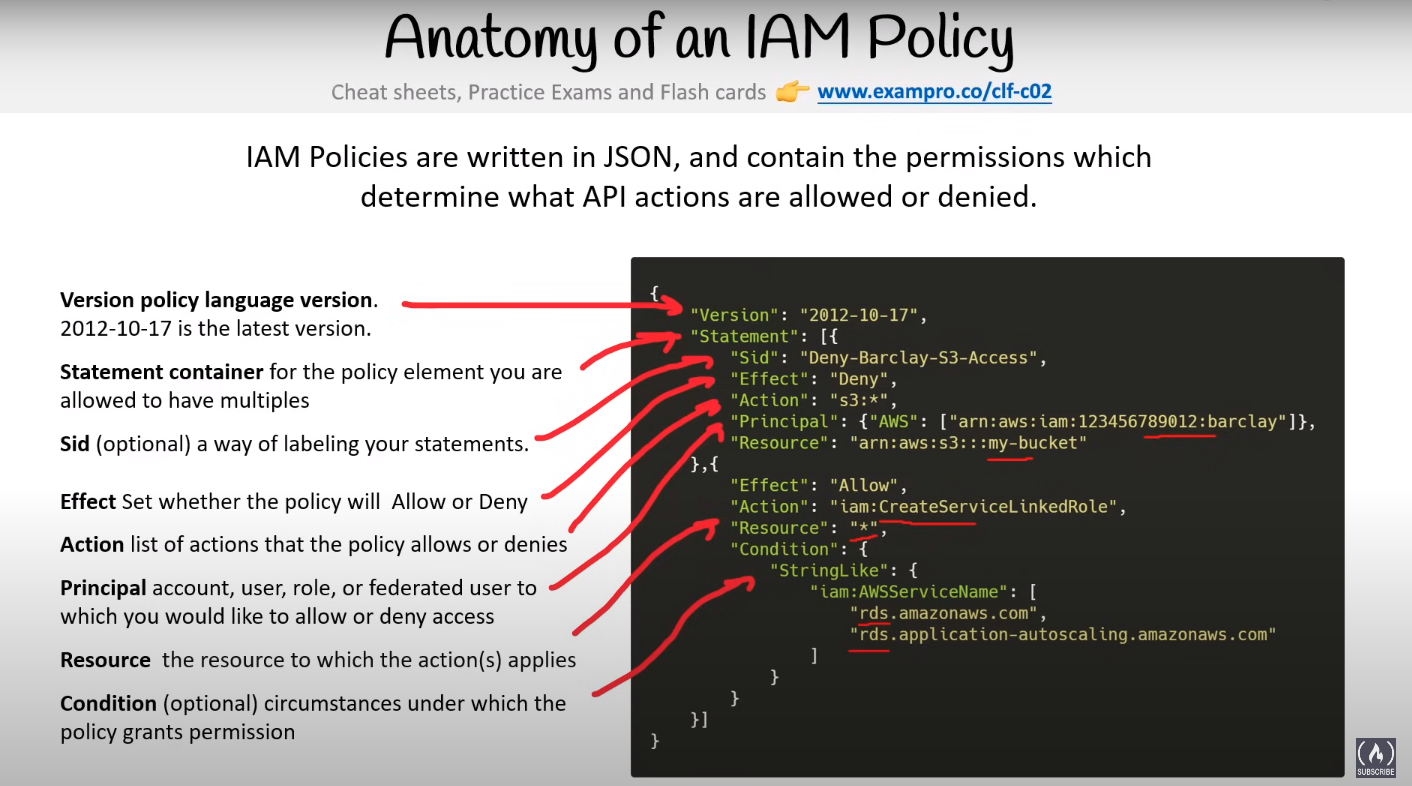 Anatomy of an IAM Policy
Cheat sheets, Practice Exams and Flash cards 👉 www.exampro.co/clf-c02
IAM Policies are written in JSON, and contain the permissions which
determine what API actions are allowed or denied.
Version policy language version.
2012-10-17 is the latest version.
Statement container for the policy element you are
allowed to have multiples
Sid (optional) a way of labeling your statements.
Effect Set whether the policy will  Allow or Deny
Action list of actions that the policy allows or denies
Principal account, user, role, or federated user to
which you would like to allow or deny access
Resource  the resource to which the action(s) applies
Condition (optional) circumstances under which the
policy grants permission
{
    "Version": "2012-10-17",
    "Statement": [{
        "Sid": "Deny-Barclay-S3-Access",
        "Effect": "Deny",
        "Action": "s3:*",
        "Principal": {"AWS": ["arn:aws:iam:123456789012:barclay"]},
        "Resource": "arn:aws:s3:::my-bucket"
    },{
        "Effect": "Allow",
        "Action": "iam:CreateServiceLinkedRole",
        "Resource": "*",
        "Condition": {
            "StringLike": {
                "iam:AWSServiceName": [
                    "rds.amazonaws.com",
                    "rds.application-autoscaling.amazonaws.com"
                ]
            }
        }
    }]
}
SUBSCRIBE